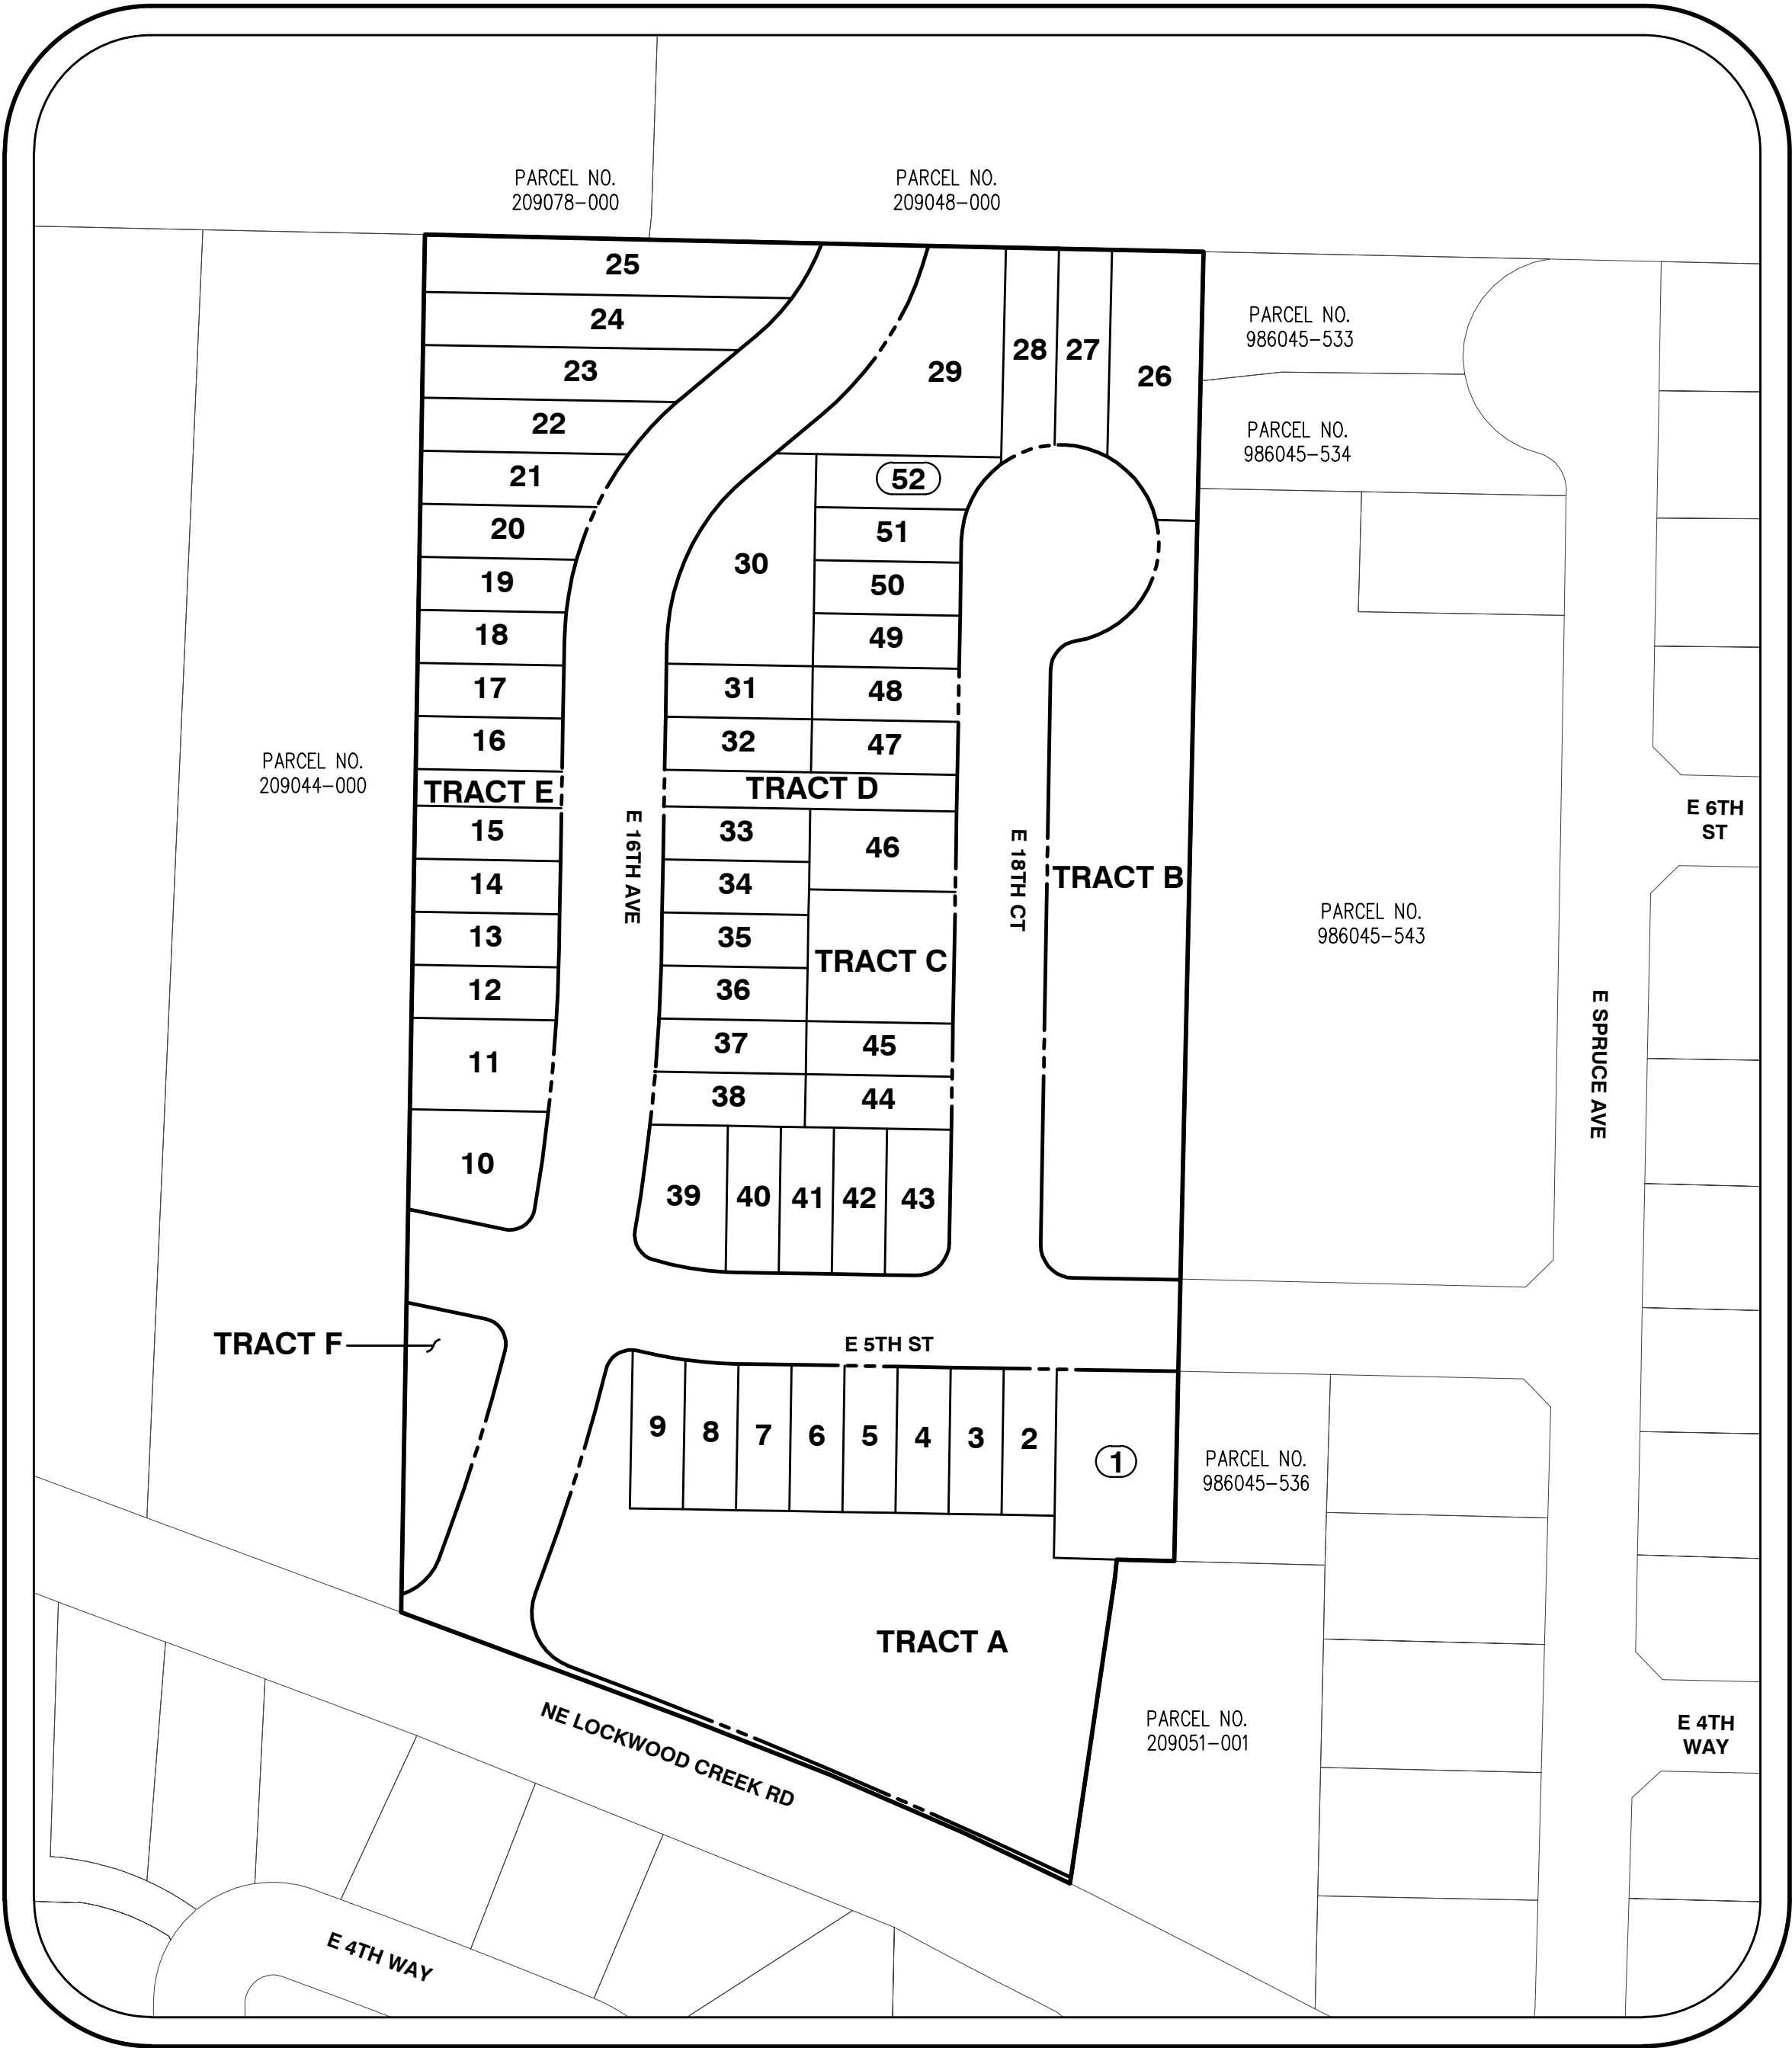 PARCEL NO.
209078-000
PARCEL NO.
209048-000
25
24
23
22
21
20
19
18
17
16
TRACT E
15
14
13
12
11
10
PARCEL NO.
209044-000
E 16TH AVE
29
28
27
26
52
51
50
49
48
47
30
31
32
TRACT D
33
34
35
36
37
38
46
TRACT C
45
44
39
40
41
42
43
E 18TH CT
TRACT B
PARCEL NO.
986045-533
PARCEL NO.
986045-534
PARCEL NO.
986045-543
E 6TH
ST
E SPRUCE AVE
TRACT F
E 5TH ST
9
8
7
6
5
4
3
2
1
PARCEL NO.
986045-536
TRACT A
PARCEL NO.
209051-001
E 4TH
WAY
NE LOCKWOOD CREEK RD
E 4TH WAY